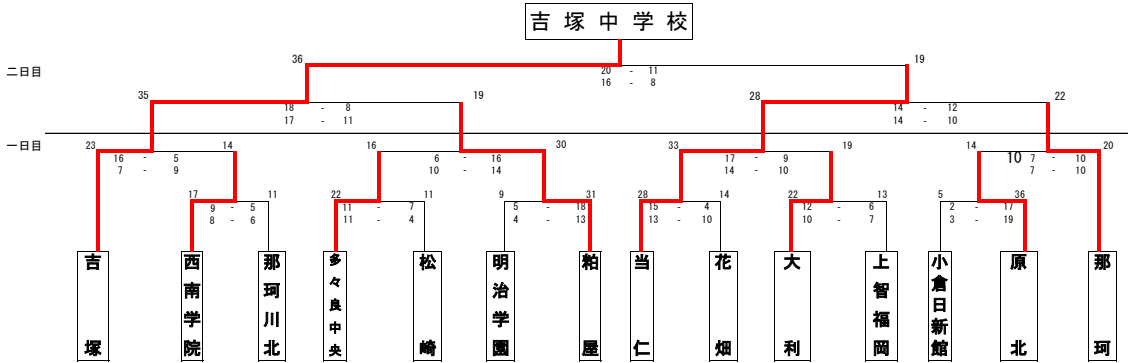 吉塚中学校
36 19
二日目
20 - 11
16 - 8
35 19 28 22
18 - 8 14 - 12
17 - 11 14 - 10
一日目
23 14 16 30 33 19 14 20
16 - 5 6 - 16 17 - 9 10 7 - 10
7 - 9 10 - 14 14 - 10 7 - 10
17 11 22 11 9 31 28 14 22 13 5 36
9 - 5 11 - 7 5 - 18 15 - 4 12 - 6 2 - 17
8 - 6 11 - 4 4 - 13 13 - 10 10 - 7 3 - 19
吉塚
西南学院
那珂川北
多々良中央
松崎
明治学園
粕屋
当仁
花畑
大利
上智福岡
小倉日新館
原北
那珂